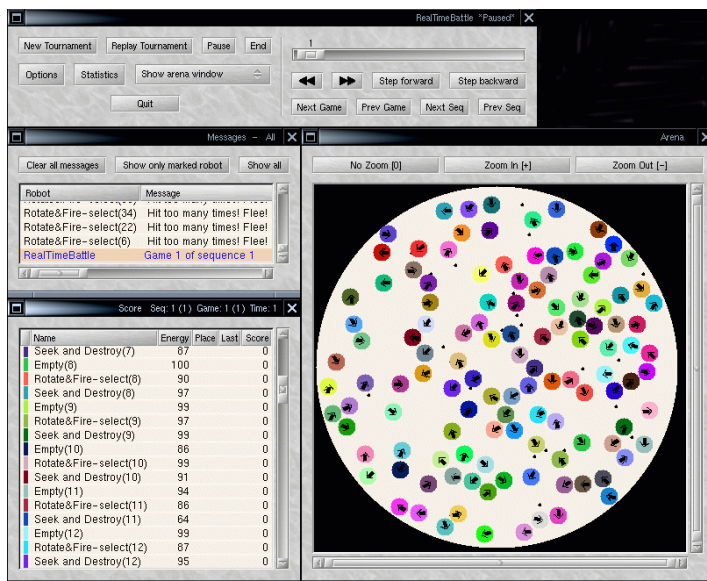 RealTimeBattle *Paused*
New Tournament Replay Tournament Pause End
1
Options Statistics Show arena window
Step forward Step backward
Quit
Next Game Prev Game Next Seq Prev Seq
Messages - All
Clear all messages Show only marked robot Show all
Robot Message
Rotate&Fire-select(34) Hit too many times! Flee!
Rotate&Fire-select(22) Hit too many times! Flee!
Rotate&Fire-select(6) Hit too many times! Flee!
RealTimeBattle Game 1 of sequence 1
Score Seq: 1 (1) Game: 1 (1) Time: 1
Name Energy Place Last Score
Seek and Destroy(7) 87 0
Empty(8) 100 0
Rotate&Fire-select(8) 90 0
Seek and Destroy(8) 97 0
Empty(9) 99 0
Rotate&Fire-select(9) 97 0
Seek and Destroy(9) 99 0
Empty(10) 86 0
Rotate&Fire-select(10) 99 0
Seek and Destroy(10) 91 0
Empty(11) 94 0
Rotate&Fire-select(11) 86 0
Seek and Destroy(11) 64 0
Empty(12) 99 0
Rotate&Fire-select(12) 87 0
Seek and Destroy(12) 95 0
Arena
No Zoom [0] Zoom In [+] Zoom Out [-]